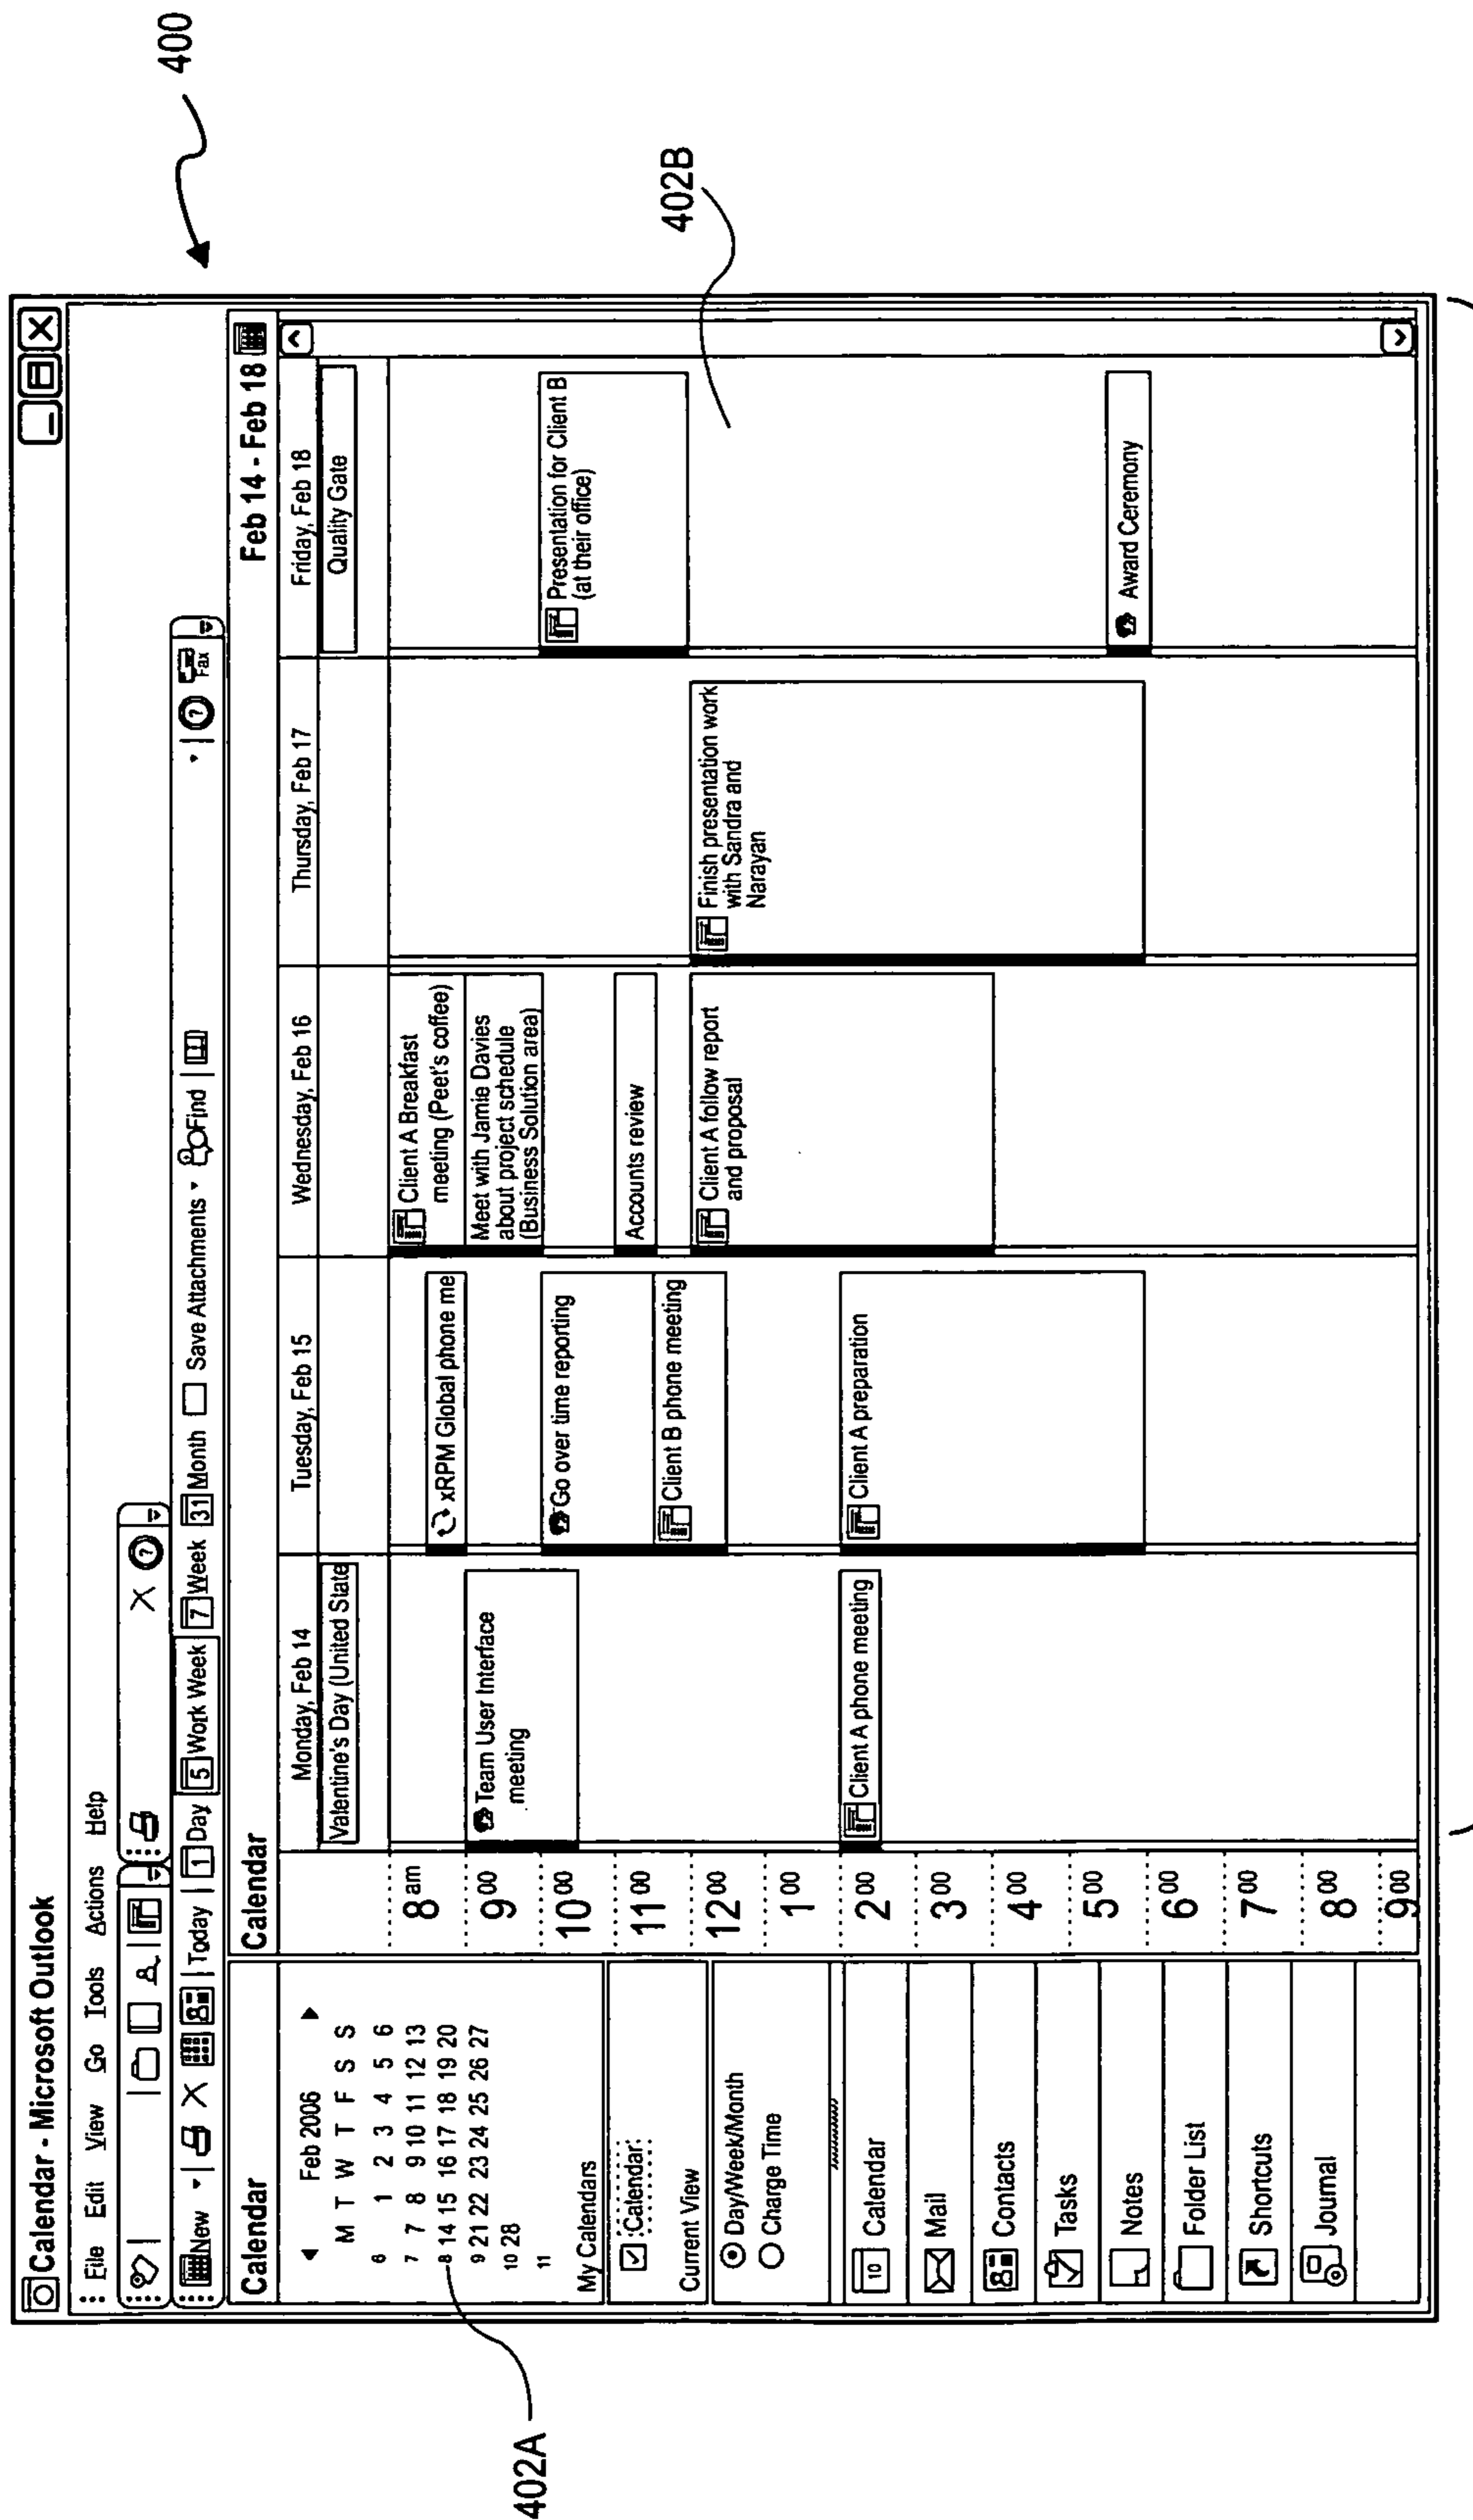 400
Calendar - Microsoft Outlook
File Edit View Go Tools Actions Help
New Today 1 Day 5 Work Week 7 Week 31 Month Save Attachments Find Fax
Calendar
Feb 2006
M T W T F S S
6 1 2 3 4 5 6
7 7 8 9 10 11 12 13
8 14 15 16 17 18 19 20
9 21 22 23 24 25 26 27
10 28
11
My Calendars
Calendar
Current View
Day/Week/Month
Charge Time
10 Calendar
Mail
Contacts
Tasks
Notes
Folder List
Shortcuts
Journal
402A
Calendar Feb 14 - Feb 18
Monday, Feb 14 Tuesday, Feb 15 Wednesday, Feb 16 Thursday, Feb 17 Friday, Feb 18
Valentine's Day (United State
Quality Gate
8 am
9 00
10 00
11 00
12 00
1 00
2 00
3 00
4 00
5 00
6 00
7 00
8 00
9 00
Team User Interface
meeting
Client A phone meeting
xRPM Global phone me
Go over time reporting
Client B phone meeting
Client A preparation
Client A Breakfast
meeting (Peet's coffee)
Meet with Jamie Davies
about project schedule
(Business Solution area)
Accounts review
Client A follow report
and proposal
Finish presentation work
with Sandra and
Narayan
Presentation for Client B
(at their office)
Award Ceremony
402B